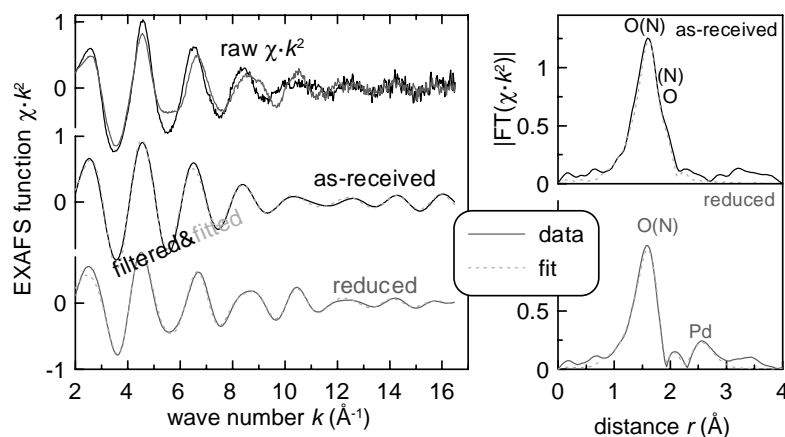 EXAFS function χ·k²
1
0
1
0
0
-1
raw χ·k²
as-received
filtered&fitted
reduced
2 4 6 8 10 12 14 16
wave number k (Å⁻¹)
data
fit
|FT(χ·k²)|
1
0.5
0
0.5
0
O(N)
as-received
(N)
O
reduced
O(N)
Pd
0 1 2 3 4
distance r (Å)